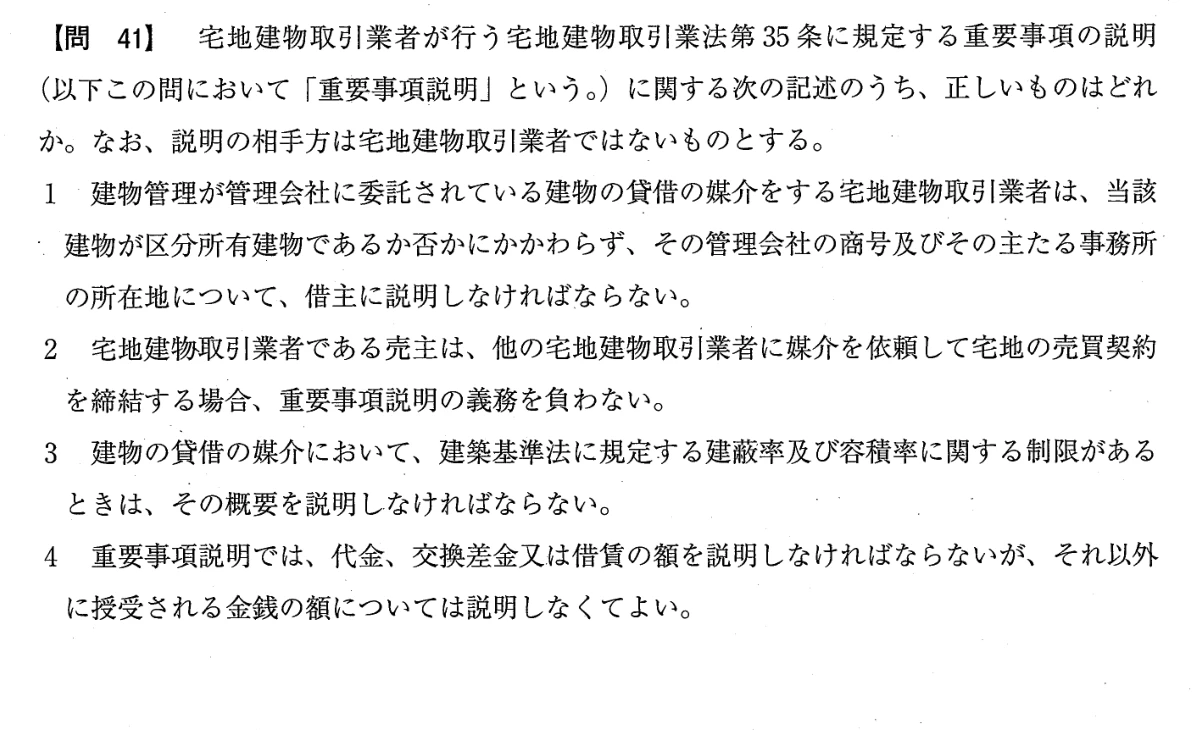 【問　41】　宅地建物取引業者が行う宅地建物取引業法第35条に規定する重要事項の説明
（以下この問において「重要事項説明」という。）に関する次の記述のうち、正しいものはどれ
か。なお、説明の相手方は宅地建物取引業者ではないものとする。
1　建物管理が管理会社に委託されている建物の貸借の媒介をする宅地建物取引業者は、当該
建物が区分所有建物であるか否かにかかわらず、その管理会社の商号及びその主たる事務所
の所在地について、借主に説明しなければならない。
2　宅地建物取引業者である売主は、他の宅地建物取引業者に媒介を依頼して宅地の売買契約
を締結する場合、重要事項説明の義務を負わない。
3　建物の貸借の媒介において、建築基準法に規定する建蔽率及び容積率に関する制限がある
ときは、その概要を説明しなければならない。
4　重要事項説明では、代金、交換差金又は借賃の額を説明しなければならないが、それ以外
に授受される金銭の額については説明しなくてよい。